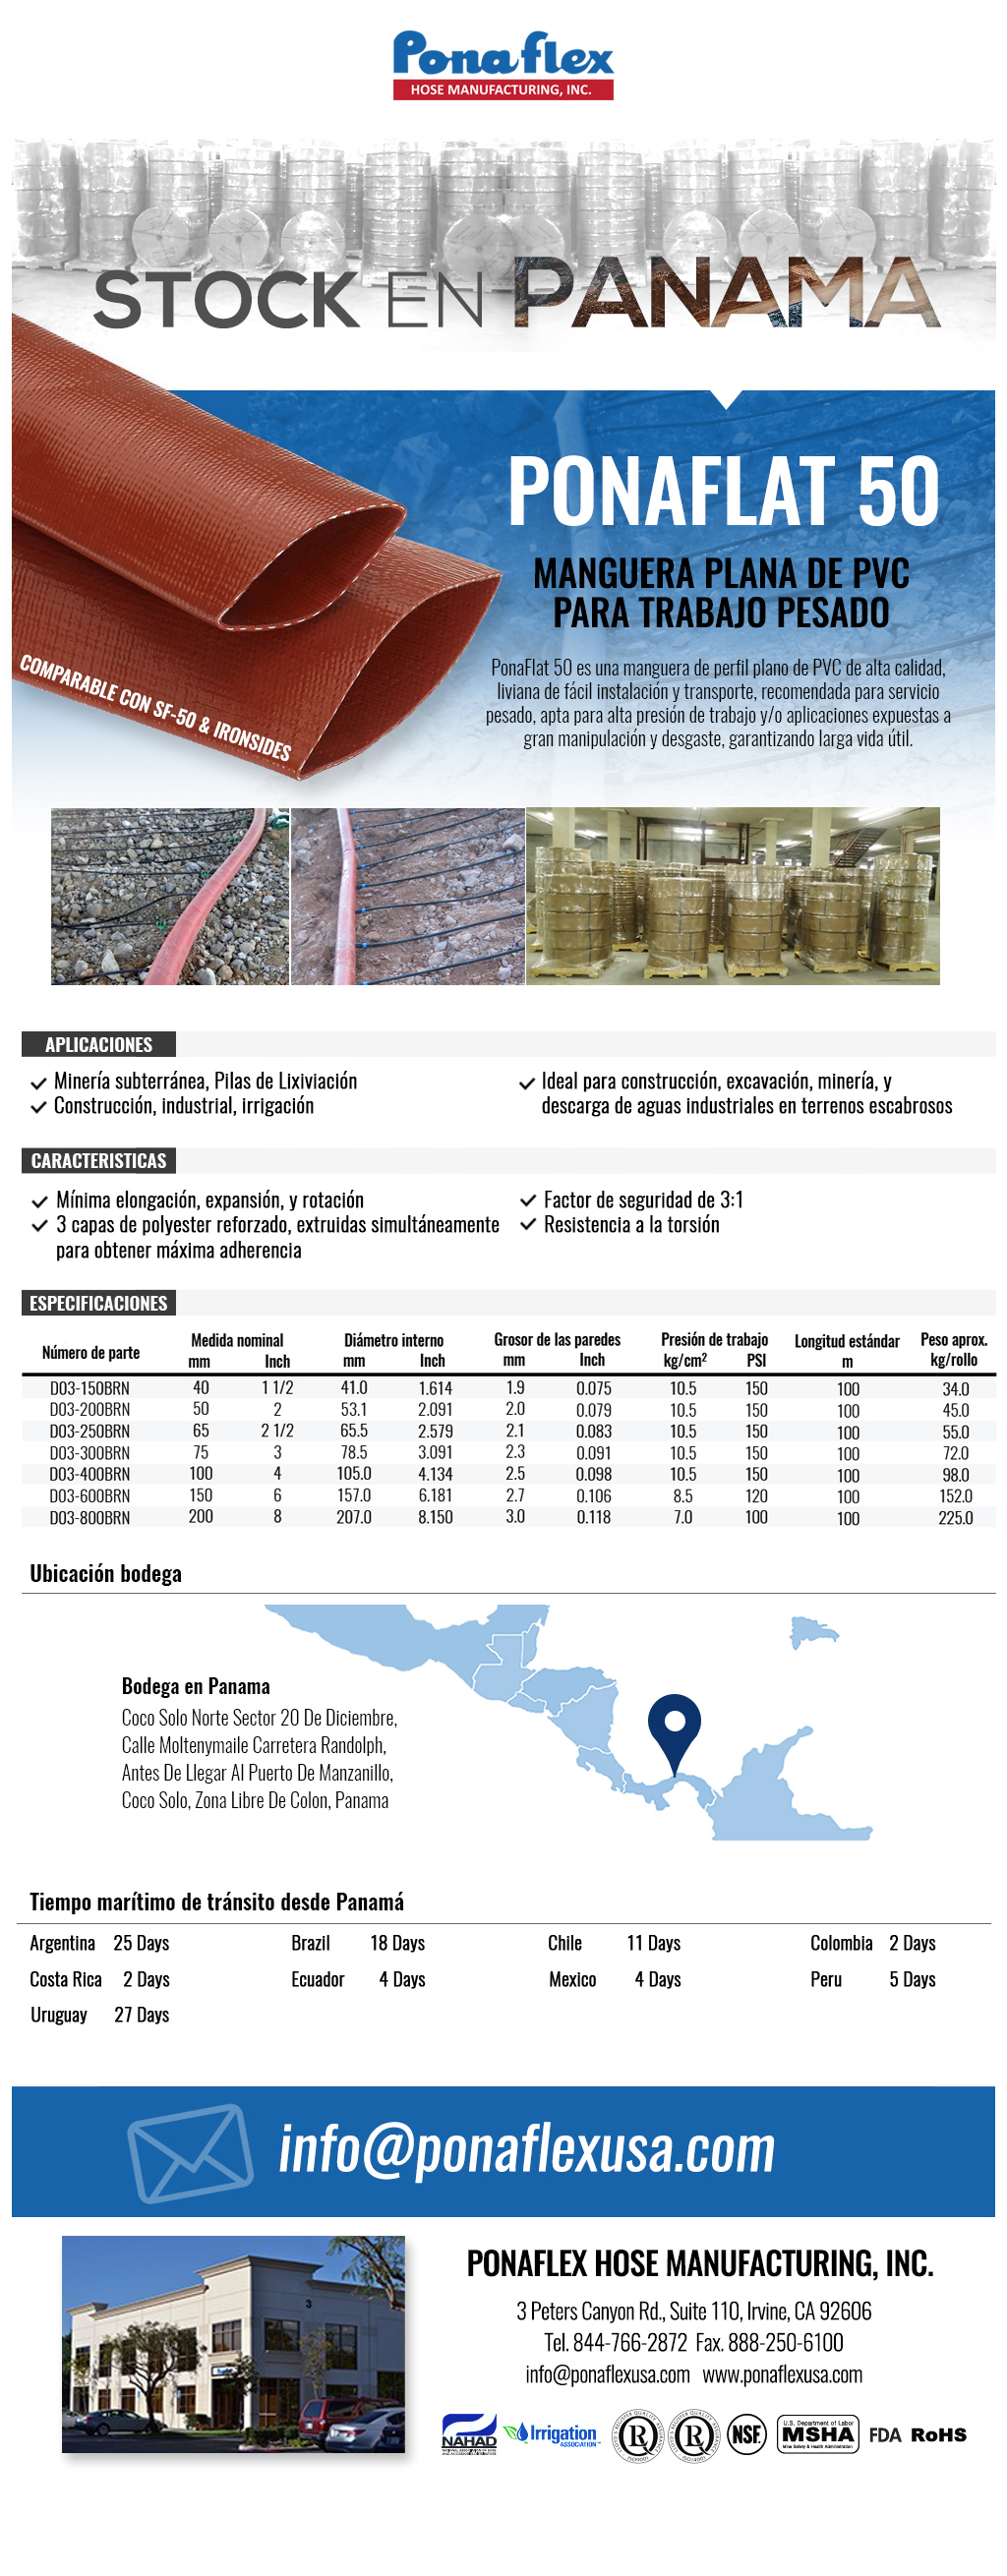 Ponaflex
HOSE MANUFACTURING, INC.
STOCK EN PANAMA
PONAFLAT 50
MANGUERA PLANA DE PVC
PARA TRABAJO PESADO
PonaFlat 50 es una manguera de perfil plano de PVC de alta calidad,
liviana de fácil instalación y transporte, recomendada para servicio
pesado, apta para alta presión de trabajo y/o aplicaciones expuestas a
gran manipulación y desgaste, garantizando larga vida útil.
COMPARABLE CON SF-50 & IRONSIDES
APLICACIONES
Minería subterránea, Pilas de Lixiviación
Construcción, industrial, irrigación
Ideal para construcción, excavación, minería, y
descarga de aguas industriales en terrenos escabrosos
CARACTERISTICAS
Mínima elongación, expansión, y rotación
3 capas de polyester reforzado, extruidas simultáneamente
para obtener máxima adherencia
Factor de seguridad de 3:1
Resistencia a la torsión
ESPECIFICACIONES
Número de parte Medida nominal Diámetro interno Grosor de las paredes Presión de trabajo Longitud estándar Peso aprox.
mm Inch mm Inch mm Inch kg/cm² PSI m kg/rollo
D03-150BRN 40 1 1/2 41.0 1.614 1.9 0.075 10.5 150 100 34.0
D03-200BRN 50 2 53.1 2.091 2.0 0.079 10.5 150 100 45.0
D03-250BRN 65 2 1/2 65.5 2.579 2.1 0.083 10.5 150 100 55.0
D03-300BRN 75 3 78.5 3.091 2.3 0.091 10.5 150 100 72.0
D03-400BRN 100 4 105.0 4.134 2.5 0.098 10.5 150 100 98.0
D03-600BRN 150 6 157.0 6.181 2.7 0.106 8.5 120 100 152.0
D03-800BRN 200 8 207.0 8.150 3.0 0.118 7.0 100 100 225.0
Ubicación bodega
Bodega en Panama
Coco Solo Norte Sector 20 De Diciembre,
Calle Moltenymaile Carretera Randolph,
Antes De Llegar Al Puerto De Manzanillo,
Coco Solo, Zona Libre De Colon, Panama
Tiempo marítimo de tránsito desde Panamá
Argentina 25 Days Brazil 18 Days Chile 11 Days Colombia 2 Days
Costa Rica 2 Days Ecuador 4 Days Mexico 4 Days Peru 5 Days
Uruguay 27 Days
info@ponaflexusa.com
3
PONAFLEX HOSE MANUFACTURING, INC.
3 Peters Canyon Rd., Suite 110, Irvine, CA 92606
Tel. 844-766-2872 Fax. 888-250-6100
info@ponaflexusa.com www.ponaflexusa.com
NAHAD
Irrigation
ASSOCIATION
R
R
NSF
U.S. Department of Labor
MSHA
Mine Safety & Health Administration
FDA RoHS